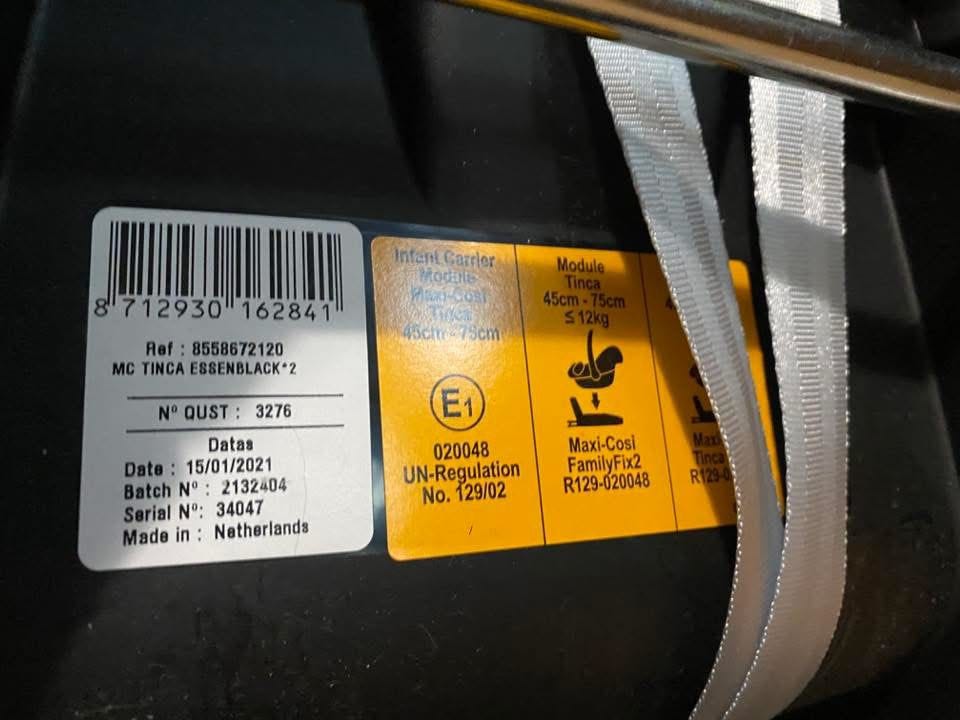 8 712930 162841
Ref : 8558672120
MC TINCA ESSENBLACK*2
Nº QUST : 3276
Datas
Date : 15/01/2021
Batch Nº : 2132404
Serial Nº: 34047
Made in : Netherlands
Infant Carrier
Module
Maxi-Cosi
Tinca
45cm - 75cm
E1
020048
UN-Regulation
No. 129/02
Module
Tinca
45cm - 75cm
≤ 12kg
Maxi-Cosi
FamilyFix2
R129-020048
Tinca